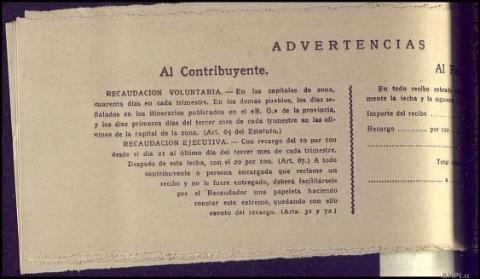 ADVERTENCIAS
Al Contribuyente.
RECAUDACION VOLUNTARIA. — En las capitales de zona,
cuarenta días en cada trimestre. En los demás pueblos, los días se-
ñalados en los itinerarios publicados en el «B. O.» de la provincia,
y los diez primeros días del tercer mes de cada trumestre en las ofi-
cinas de la capital de la zona. (Art. 65 del Estatuto.)
RECAUDACION EJECUTIVA. — Con recargo del 10 por 100
desde el día 21 al último día del tercer mes de cada trimestre.
Después de esta fecha, con el 20 por 100. (Art. 67.) A todo
contribuyente o persona encargada que reclame un
recibo y no le fuere entregado, deberá facilitársele
por el Recaudador una papeleta haciendo
constar este extremo, quedando con ello
exento del recargo. (Arts. 32 y 72.)
Al
En todo recibo
mente la fecha y la
Importe del recibo
Recargo por 100
Total
a de